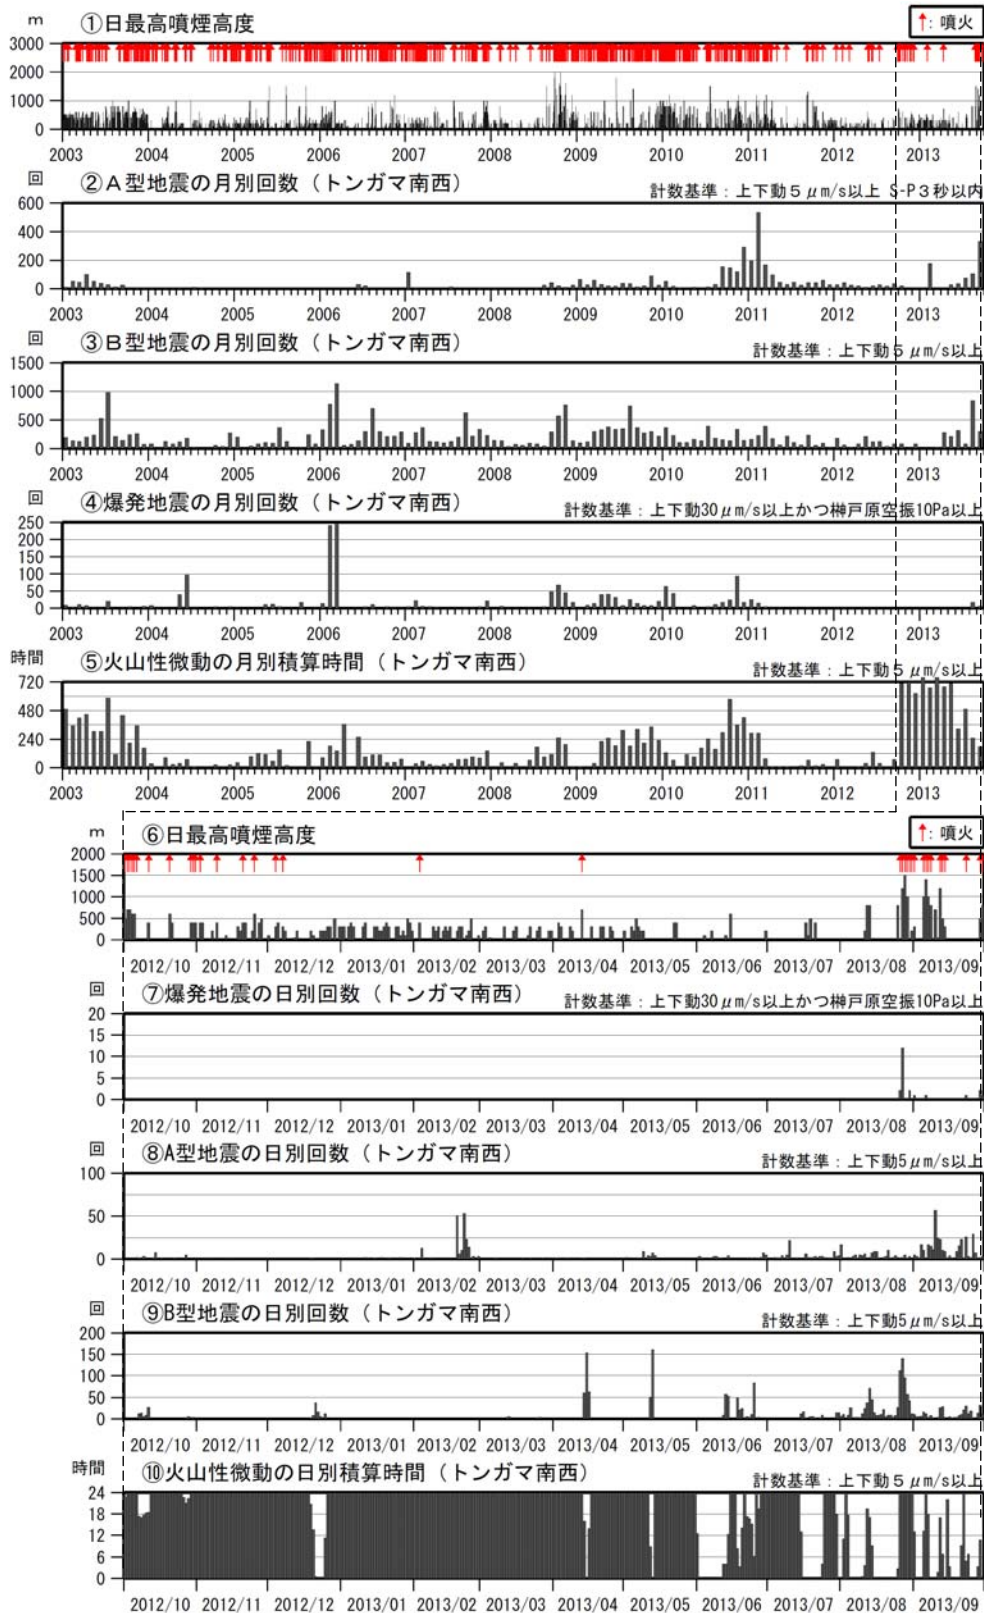 m ①日最高噴煙高度 ↑: 噴火
3000
2000
1000
0
2003 2004 2005 2006 2007 2008 2009 2010 2011 2012 2013
回 ②A型地震の月別回数（トンガマ南西） 計数基準：上下動5μm/s以上 S-P3秒以内
600
400
200
0
2003 2004 2005 2006 2007 2008 2009 2010 2011 2012 2013
回 ③B型地震の月別回数（トンガマ南西） 計数基準：上下動5μm/s以上
1500
1000
500
0
2003 2004 2005 2006 2007 2008 2009 2010 2011 2012 2013
回 ④爆発地震の月別回数（トンガマ南西） 計数基準：上下動30μm/s以上かつ榊戸原空振10Pa以上
250
200
150
100
50
0
2003 2004 2005 2006 2007 2008 2009 2010 2011 2012 2013
時間 ⑤火山性微動の月別積算時間（トンガマ南西） 計数基準：上下動5μm/s以上
720
480
240
0
2003 2004 2005 2006 2007 2008 2009 2010 2011 2012 2013
m ⑥日最高噴煙高度 ↑: 噴火
2000
1500
1000
500
0
2012/10 2012/11 2012/12 2013/01 2013/02 2013/03 2013/04 2013/05 2013/06 2013/07 2013/08 2013/09
回 ⑦爆発地震の日別回数（トンガマ南西） 計数基準：上下動30μm/s以上かつ榊戸原空振10Pa以上
20
15
10
5
0
2012/10 2012/11 2012/12 2013/01 2013/02 2013/03 2013/04 2013/05 2013/06 2013/07 2013/08 2013/09
回 ⑧A型地震の日別回数（トンガマ南西） 計数基準：上下動5μm/s以上
100
50
0
2012/10 2012/11 2012/12 2013/01 2013/02 2013/03 2013/04 2013/05 2013/06 2013/07 2013/08 2013/09
回 ⑨B型地震の日別回数（トンガマ南西） 計数基準：上下動5μm/s以上
200
150
100
50
0
2012/10 2012/11 2012/12 2013/01 2013/02 2013/03 2013/04 2013/05 2013/06 2013/07 2013/08 2013/09
時間 ⑩火山性微動の日別積算時間（トンガマ南西） 計数基準：上下動5μm/s以上
24
18
12
6
0
2012/10 2012/11 2012/12 2013/01 2013/02 2013/03 2013/04 2013/05 2013/06 2013/07 2013/08 2013/09